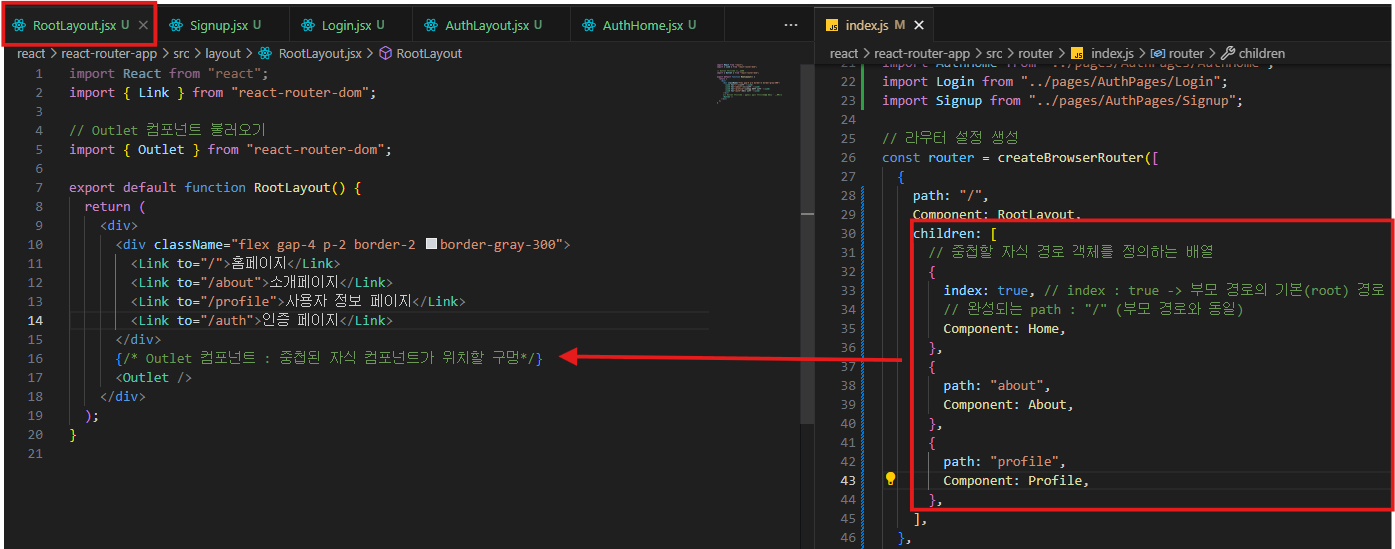 RootLayout.jsx U
Signup.jsx U
Login.jsx U
AuthLayout.jsx U
AuthHome.jsx U
···
react > react-router-app > src > layout > RootLayout.jsx > RootLayout
1 import React from "react";
2 import { Link } from "react-router-dom";
3
4 // Outlet 컴포넌트 불러오기
5 import { Outlet } from "react-router-dom";
6
7 export default function RootLayout() {
8 return (
9 <div>
10 <div className="flex gap-4 p-2 border-2 border-gray-300">
11 <Link to="/">홈페이지</Link>
12 <Link to="/about">소개페이지</Link>
13 <Link to="/profile">사용자 정보 페이지</Link>
14 <Link to="/auth">인증 페이지</Link>
15 </div>
16 {/* Outlet 컴포넌트 : 중첩된 자식 컴포넌트가 위치할 구멍*/}
17 <Outlet />
18 </div>
19 );
20 }
21
JS index.js M
react > react-router-app > src > router > JS index.js > router > children
21 import AuthHome from "../pages/AuthPages/AuthHome";
22 import Login from "../pages/AuthPages/Login";
23 import Signup from "../pages/AuthPages/Signup";
24
25 // 라우터 설정 생성
26 const router = createBrowserRouter([
27 {
28 path: "/",
29 Component: RootLayout,
30 children: [
31 // 중첩할 자식 경로 객체를 정의하는 배열
32 {
33 index: true, // index : true -> 부모 경로의 기본(root) 경로
34 // 완성되는 path : "/" (부모 경로와 동일)
35 Component: Home,
36 },
37 {
38 path: "about",
39 Component: About,
40 },
41 {
42 path: "profile",
43 Component: Profile,
44 },
45 ],
46 },